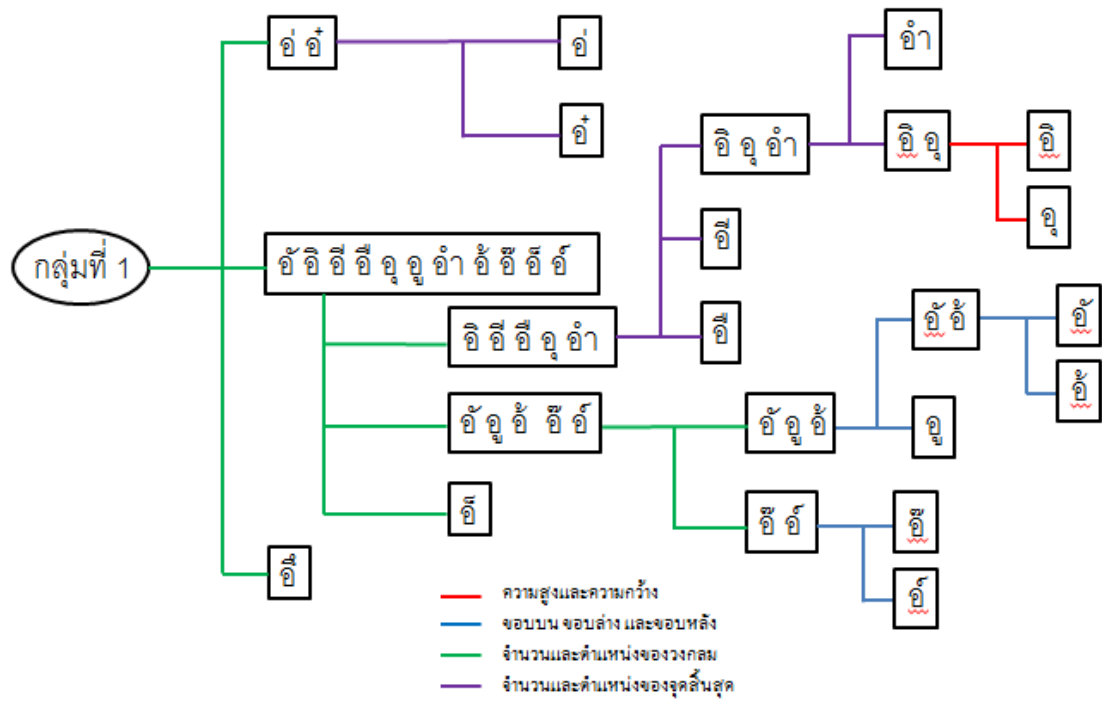 อ่ อ๋
อ่
อ๋
อำ
อิ อุ อำ
อิ อุ
อิ
อุ
อี
อื
กลุ่มที่ 1
อั อิ อี อื อุ อู อำ อ้ อ๊ อ็ อ์
อิ อี อื อุ อำ
อั อู อ้ อ๊ อ์
อั อู อ้
อั อ้
อั
อ้
อู
อ๊ อ์
อ๊
อ์
อ็
อึ
ความสูงและความกว้าง
ขอบบน ขอบล่าง และขอบหลัง
จำนวนและตำแหน่งของวงกลม
จำนวนและตำแหน่งของจุดสิ้นสุด